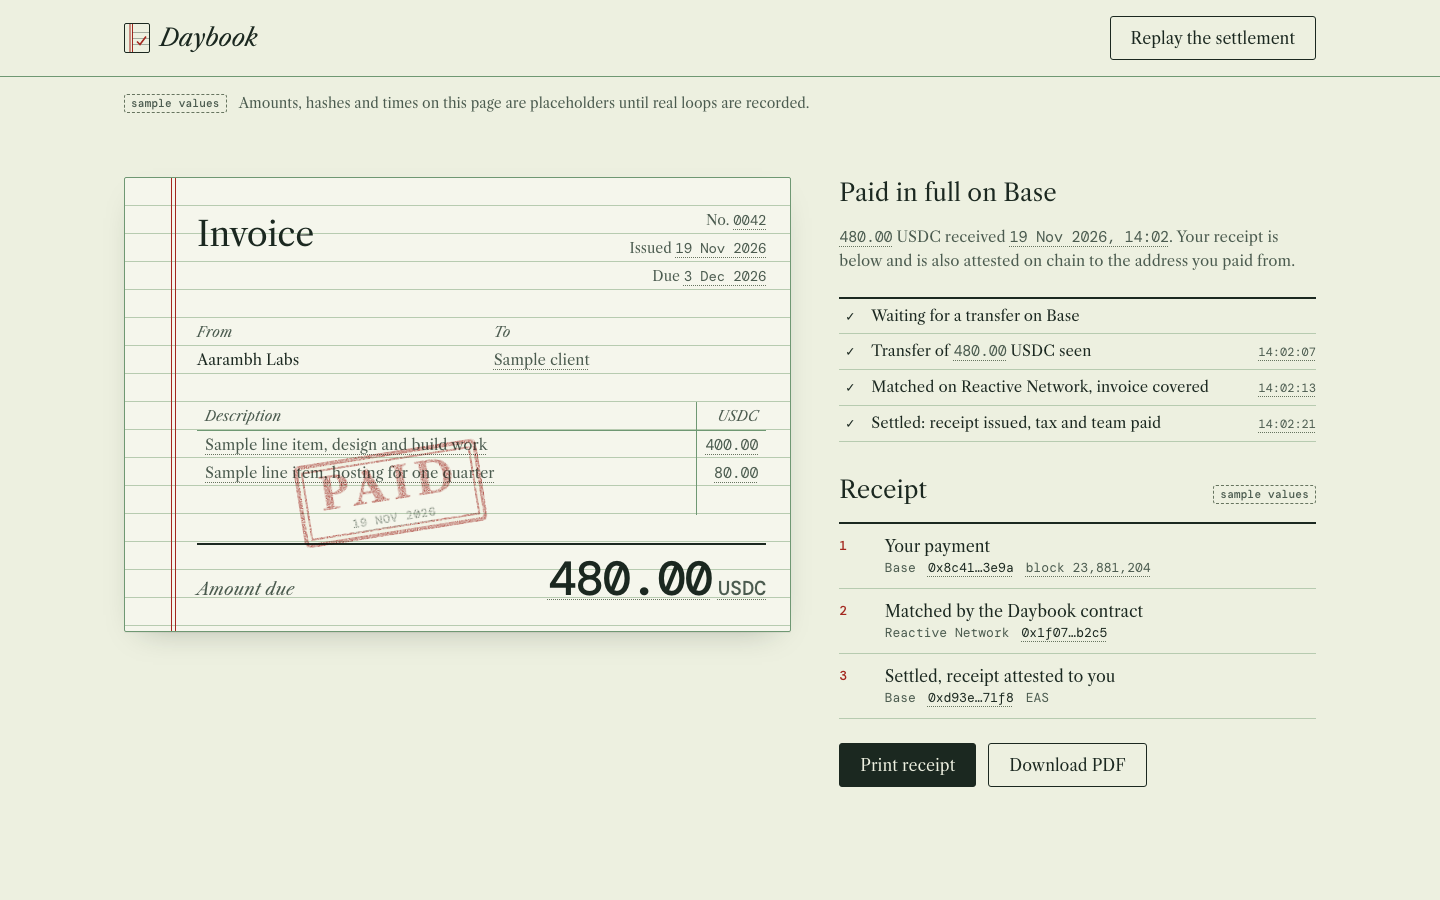 Daybook
Replay the settlement
sample values Amounts, hashes and times on this page are placeholders until real loops are recorded.
Invoice
No. 0042
Issued 19 Nov 2026
Due 3 Dec 2026
From To
Aarambh Labs Sample client
Description USDC
Sample line item, design and build work 400.00
Sample line item, hosting for one quarter 80.00
PAID
19 NOV 2026
Amount due 480.00 USDC
Paid in full on Base
480.00 USDC received 19 Nov 2026, 14:02. Your receipt is
below and is also attested on chain to the address you paid from.
✓ Waiting for a transfer on Base
✓ Transfer of 480.00 USDC seen 14:02:07
✓ Matched on Reactive Network, invoice covered 14:02:13
✓ Settled: receipt issued, tax and team paid 14:02:21
Receipt sample values
1 Your payment
Base 0x8c41…3e9a block 23,881,204
2 Matched by the Daybook contract
Reactive Network 0x1f07…b2c5
3 Settled, receipt attested to you
Base 0xd93e…71f8 EAS
Print receipt Download PDF